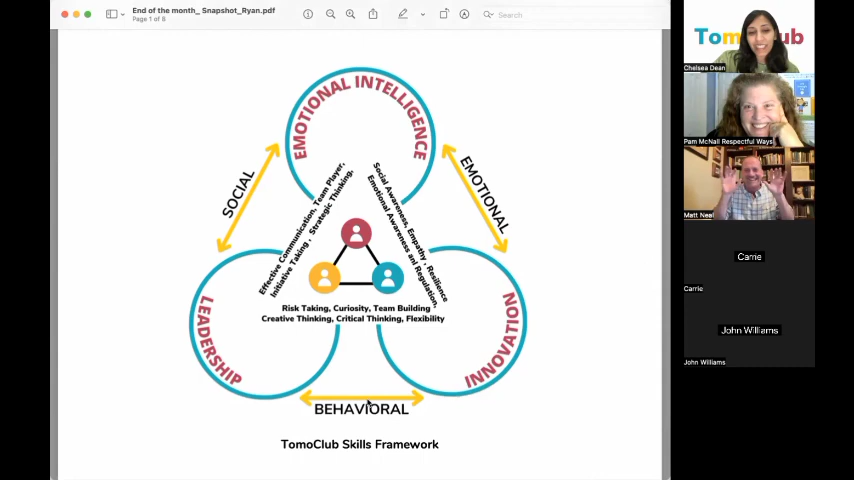 End of the month_ Snapshot_Ryan.pdf
Page 1 of 8
Search
EMOTIONAL INTELLIGENCE
SOCIAL
EMOTIONAL
Effective Communication, Team Player,
Initiative Taking , Strategic Thinking,
Social Awareness, Empathy , Resilience
Emotional Awareness and Regulation,
Risk Taking, Curiosity, Team Building
Creative Thinking, Critical Thinking, Flexibility
LEADERSHIP
INNOVATION
BEHAVIORAL
TomoClub Skills Framework
Chelsea Dean
Pam McNall Respectful Ways
Matt Neal
Carrie
Carrie
John Williams
John Williams